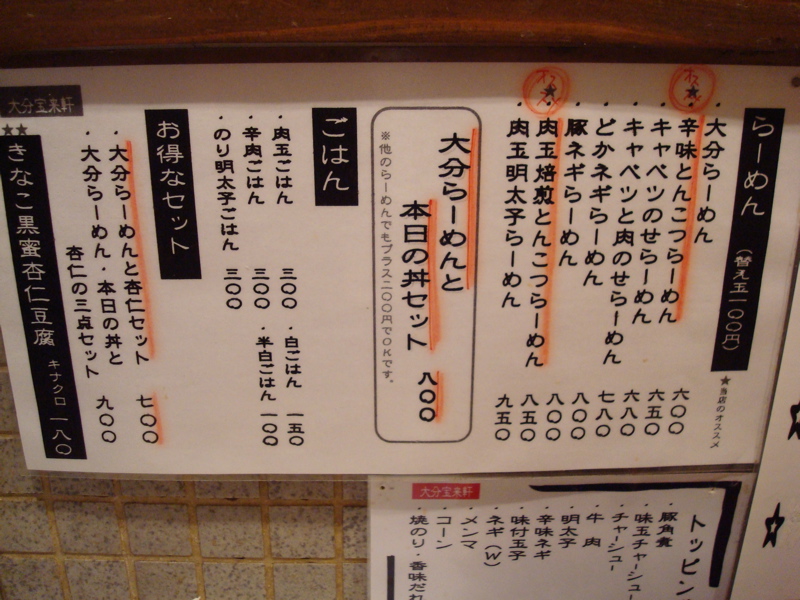 らーめん（替え玉一〇〇円）
★当店のオススメ
・大分らーめん 六〇〇
オススメ★
・辛味とんこつらーめん 六五〇
・キャベツのせらーめん 六八〇
・キャベツと肉のせらーめん 七八〇
・どかネギらーめん 八〇〇
・豚ネギらーめん 八〇〇
オススメ★
・肉玉焙煎とんこつらーめん 八五〇
・肉玉明太子らーめん 九五〇
大分らーめんと
本日の丼セット 八〇〇
※他のらーめんでもプラス二〇〇円でOKです。
ごはん
・肉玉ごはん 三〇〇
・辛肉ごはん 三〇〇
・のり明太子ごはん 三〇〇
・白ごはん 一五〇
・半白ごはん 一〇〇
お得なセット
・大分らーめんと杏仁セット 七〇〇
・大分らーめん・本日の丼と
杏仁の三点セット 九〇〇
大分宝来軒
★★
きなこ黒蜜杏仁豆腐 キナクロ 一八〇
大分宝来軒
トッピン
・豚角煮
・味玉チャーシュー
・チャーシュー
・牛肉
・明太子
・辛味ネギ
・味付玉子
・ネギ（W）
・メンマ
・コーン
・焼のり・香味だれ